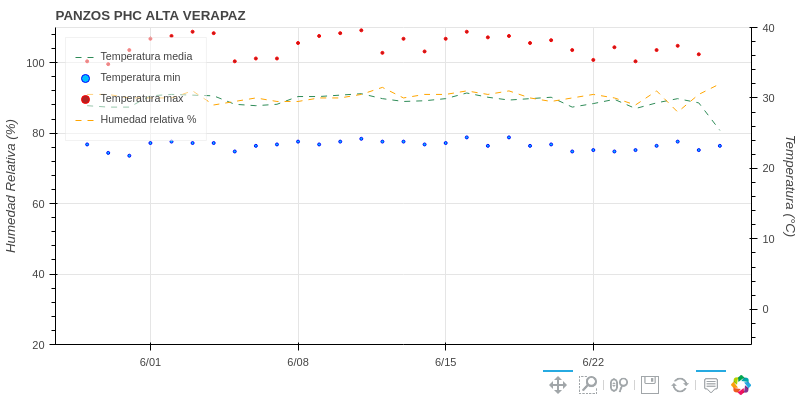 PANZOS PHC ALTA VERAPAZ
Temperatura media
Temperatura min
Temperatura max
Humedad relativa %
Humedad Relativa (%)
100
80
60
40
20
Temperatura (°C)
40
30
20
10
0
6/01
6/08
6/15
6/22